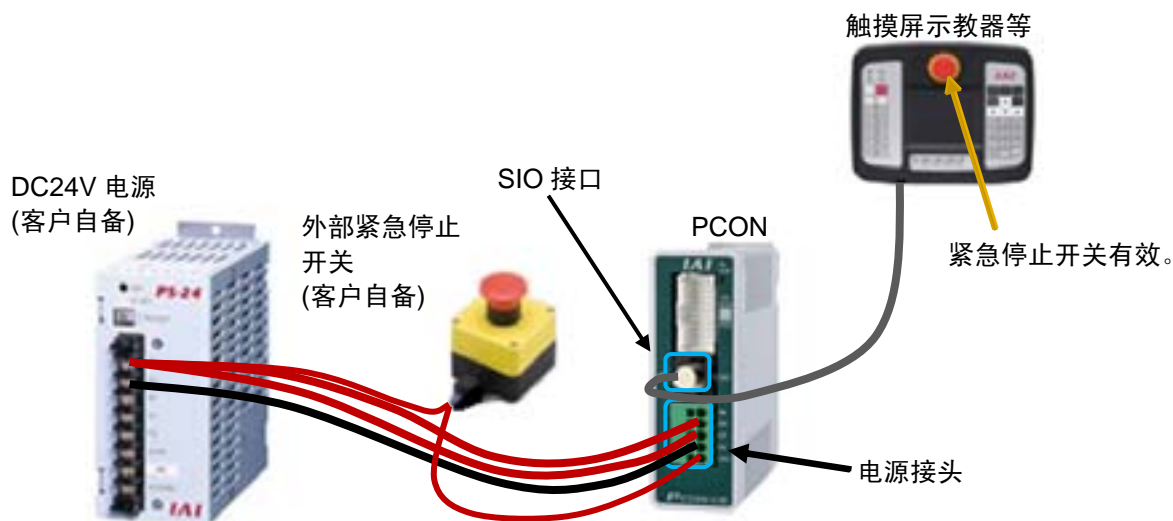 触摸屏示教器等
IAI
DC24V 电源
(客户自备)
SIO 接口
外部紧急停止
开关
(客户自备)
PCON
紧急停止开关有效。
IAI
PS-24
电源接头
IAI